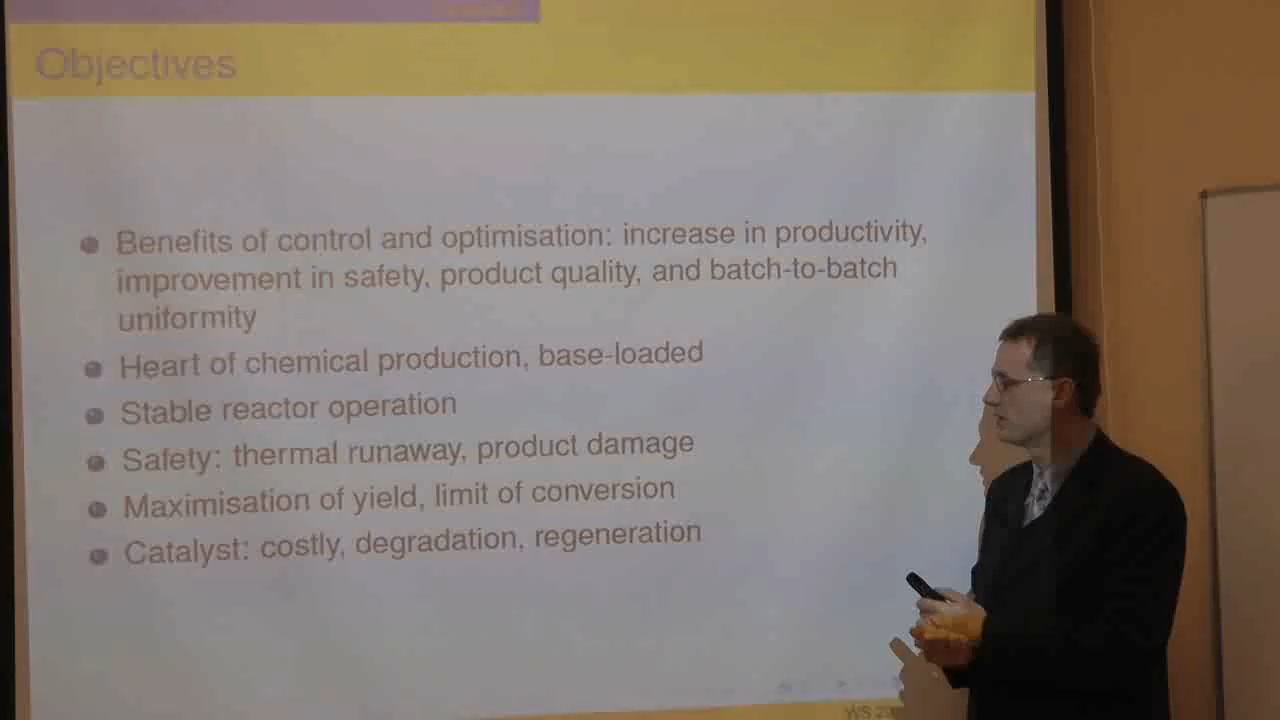 Objectives
Benefits of control and optimisation: increase in productivity,
improvement in safety, product quality, and batch-to-batch
uniformity
Heart of chemical production, base-loaded
Stable reactor operation
Safety: thermal runaway, product damage
Maximisation of yield, limit of conversion
Catalyst: costly, degradation, regeneration
WS